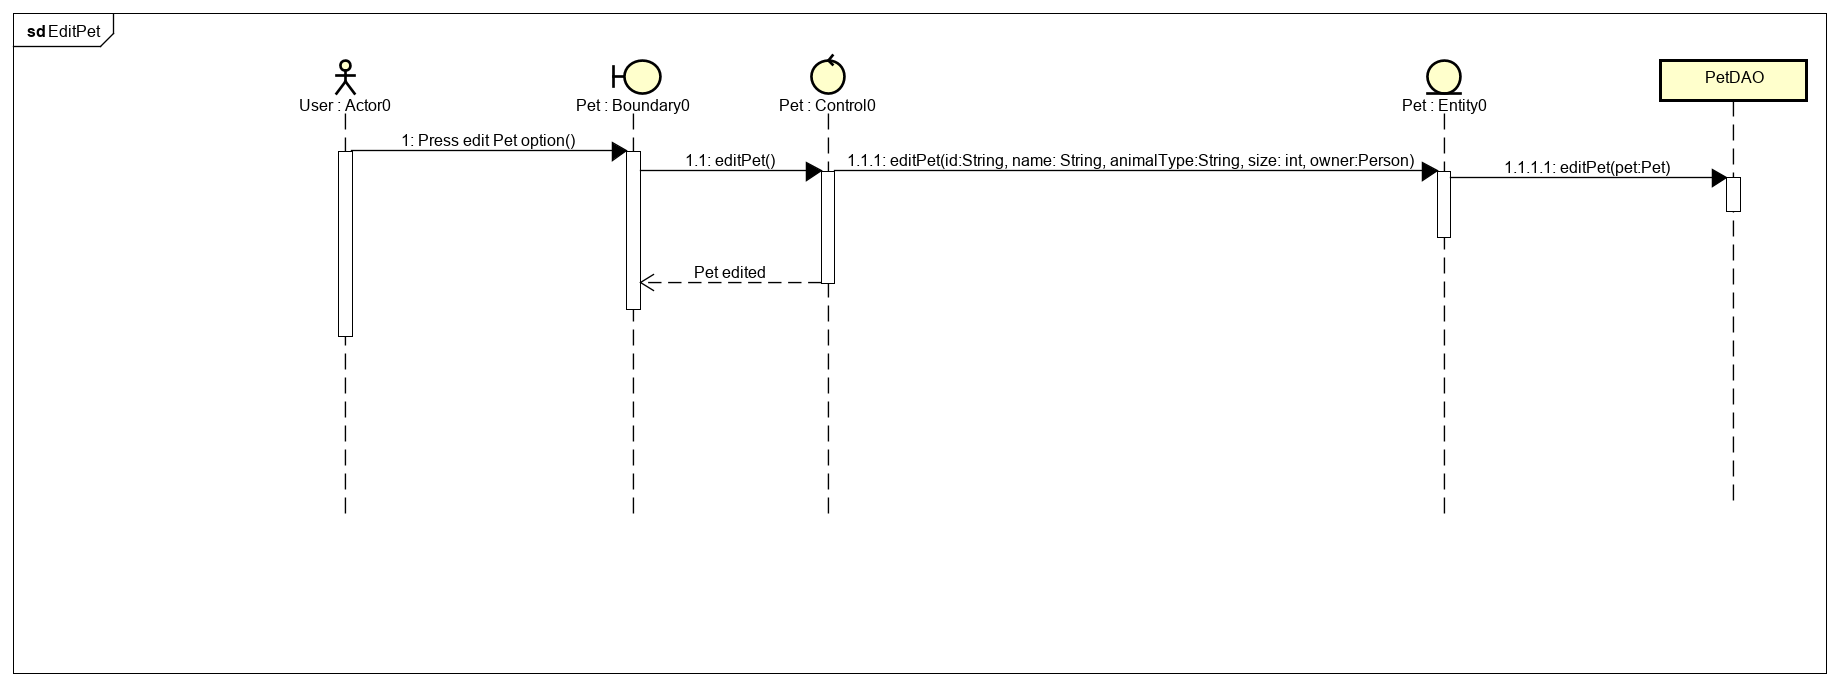 sd EditPet
User : Actor0
Pet : Boundary0
Pet : Control0
Pet : Entity0
PetDAO
1: Press edit Pet option()
1.1: editPet()
1.1.1: editPet(id:String, name: String, animalType:String, size: int, owner:Person)
1.1.1.1: editPet(pet:Pet)
Pet edited